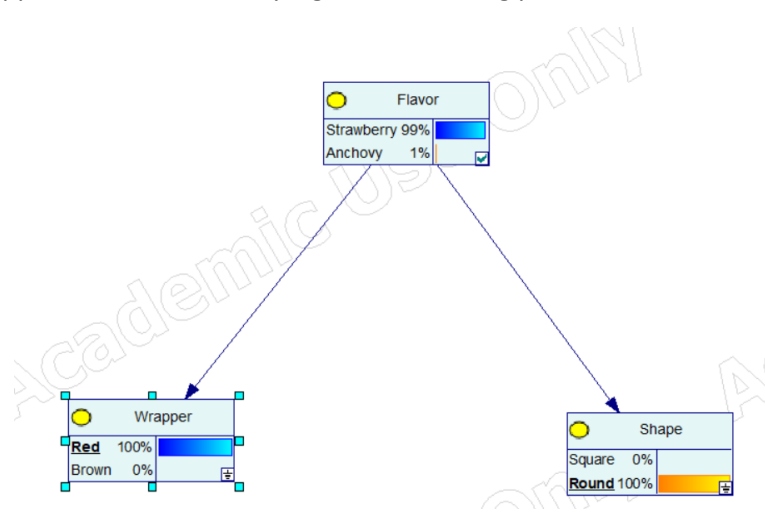 Flavor
Strawberry 99%
Anchovy 1%
Wrapper
Red 100%
Brown 0%
Shape
Square 0%
Round 100%
Academic Use Only